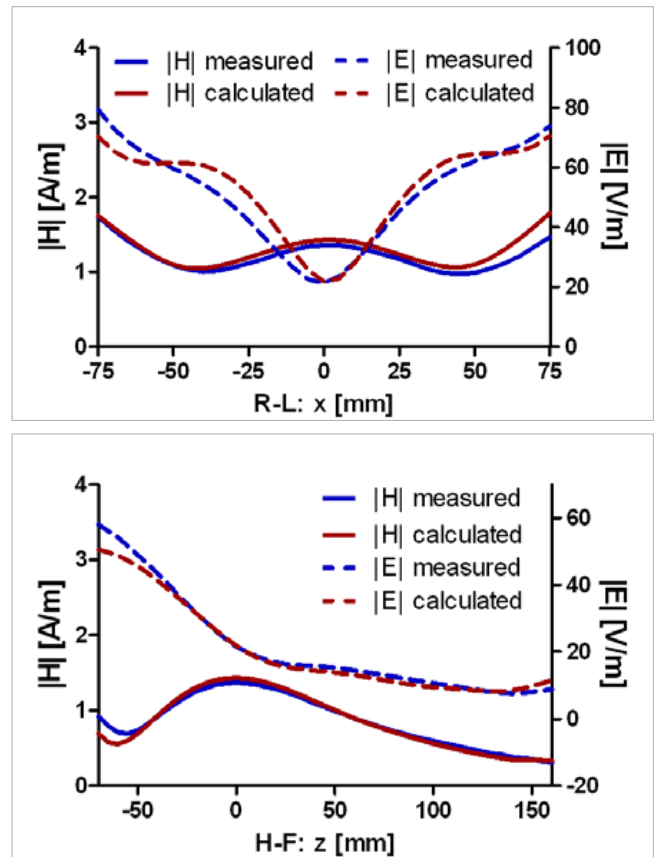 4
3
2
1
0
|H| [A/m]
|H| measured
|E| measured
|H| calculated
|E| calculated
100
80
60
40
20
0
|E| [V/m]
-75
-50
-25
0
25
50
75
R-L: x [mm]
4
3
2
1
0
|H| [A/m]
|H| measured
|H| calculated
|E| measured
|E| calculated
60
40
20
0
-20
|E| [V/m]
-50
0
50
100
150
H-F: z [mm]